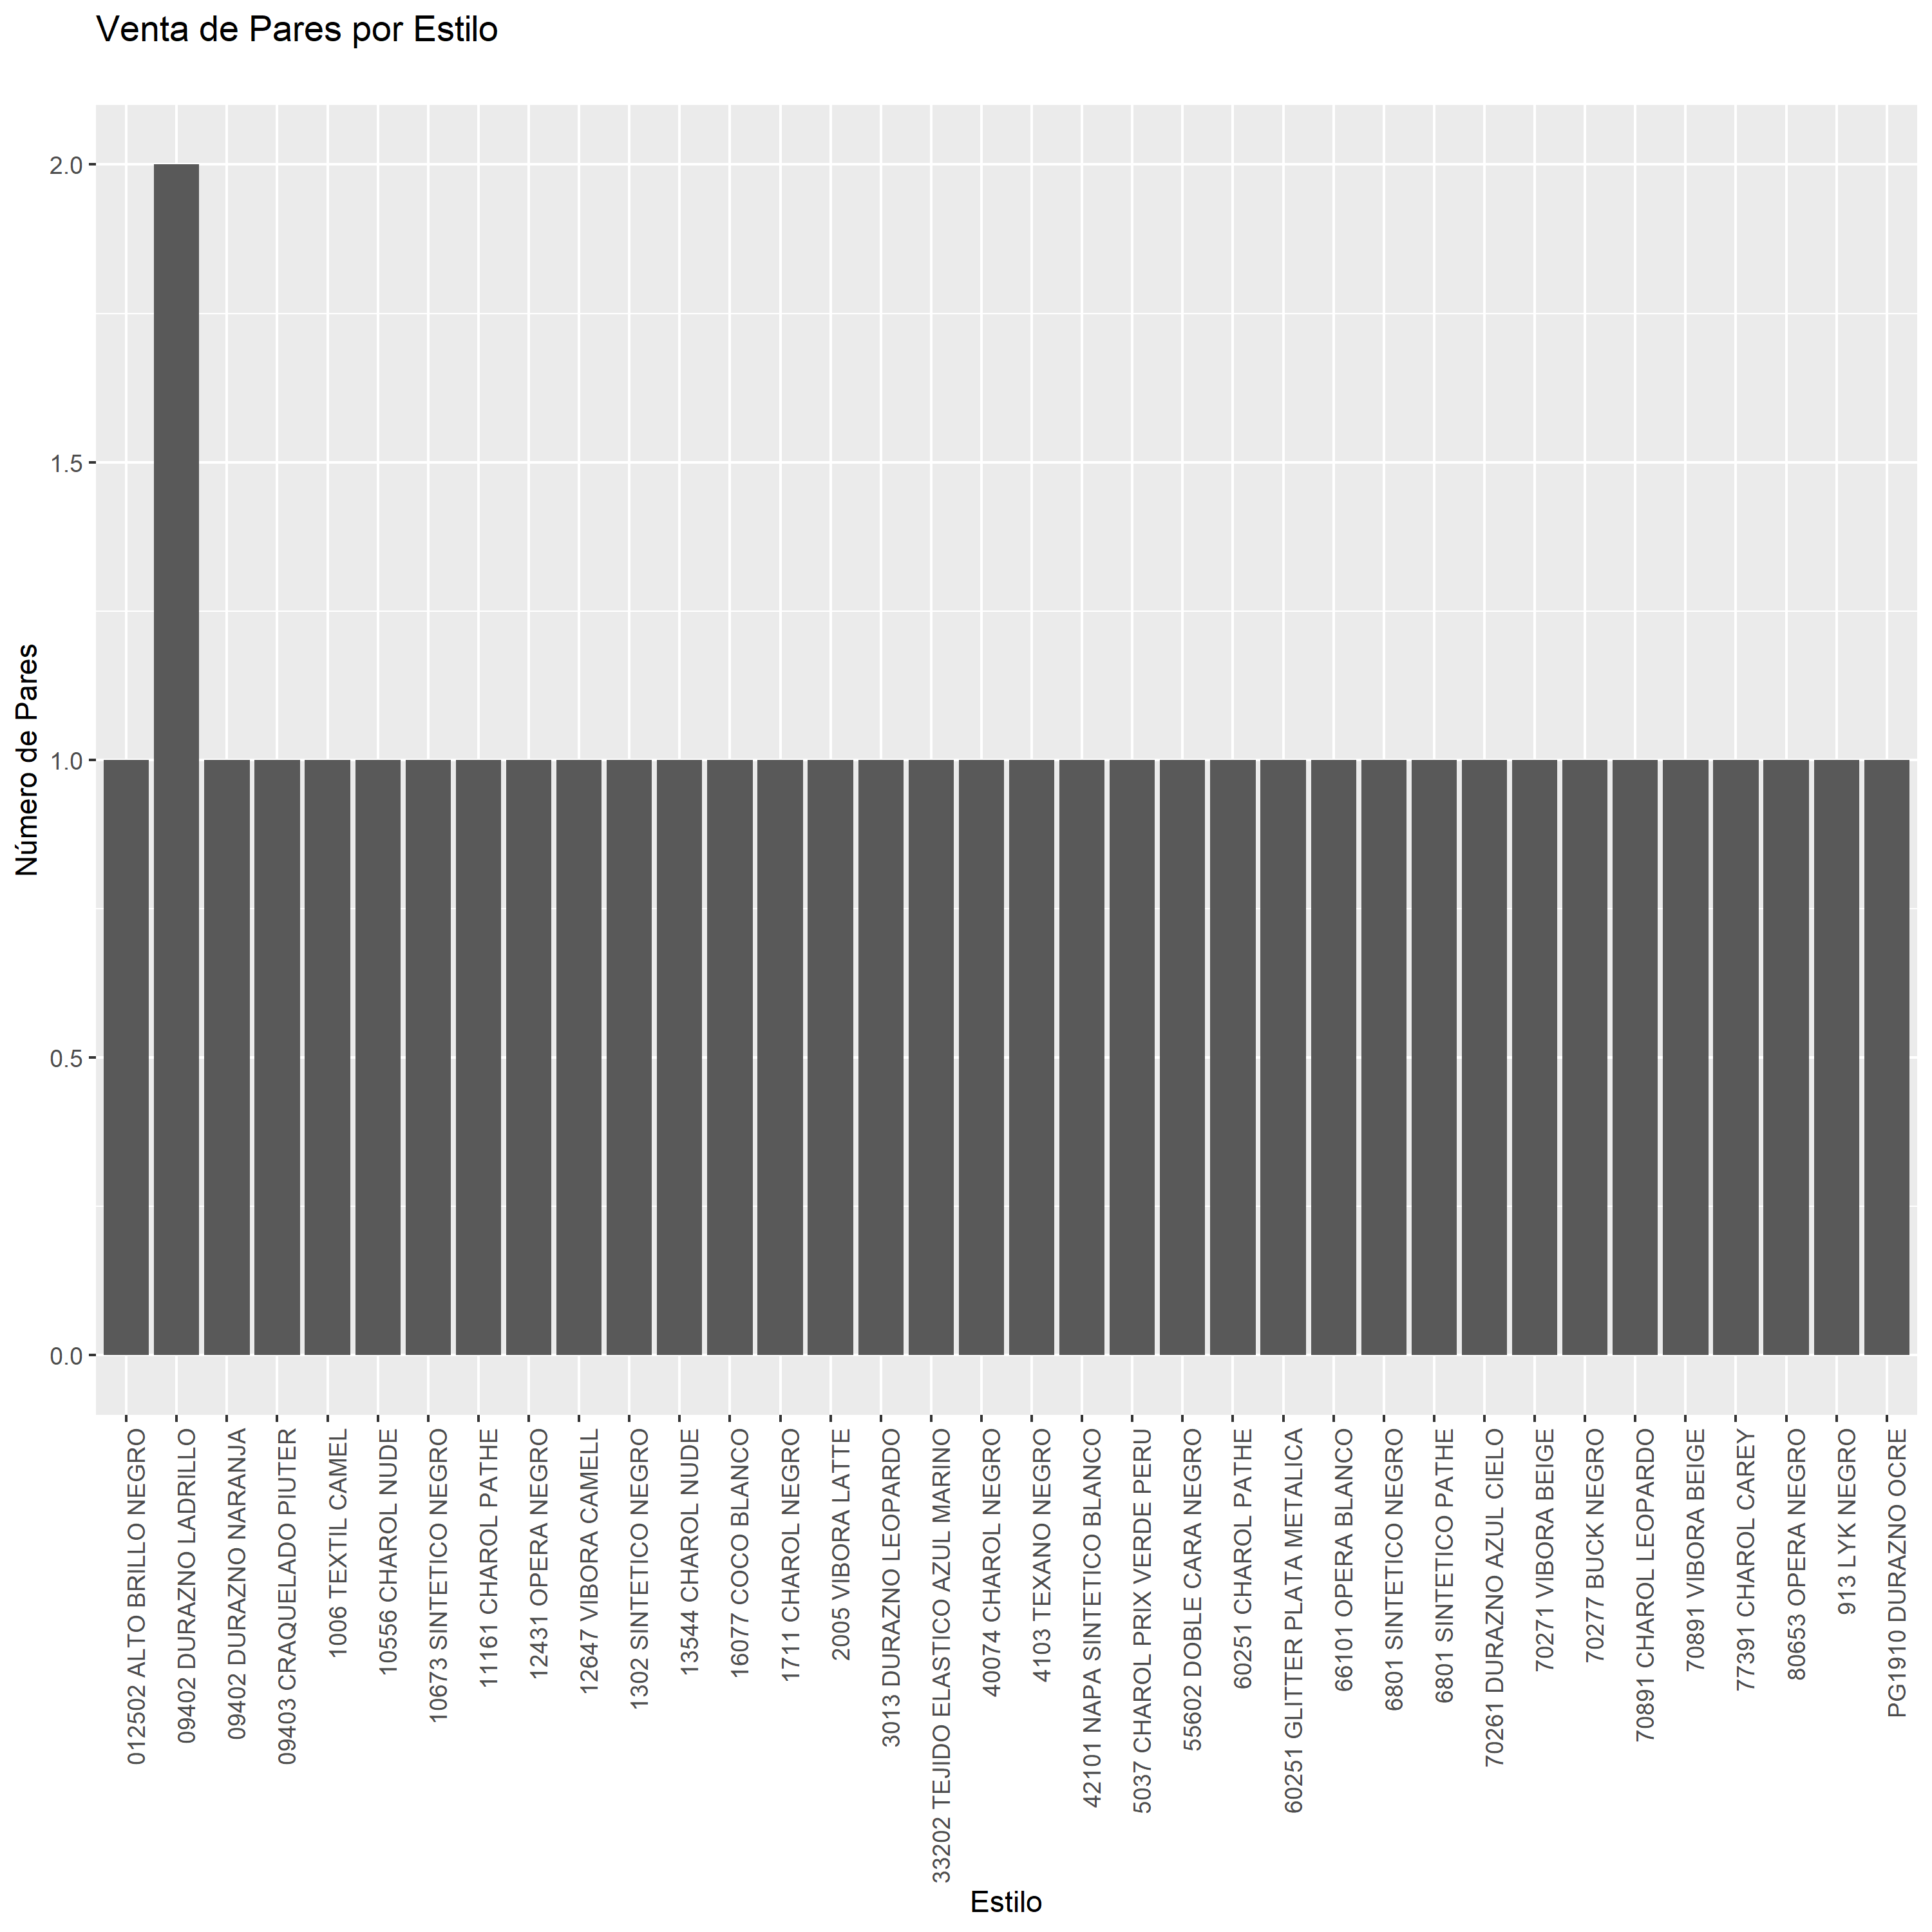 Venta de Pares por Estilo
Número de Pares
2.0
1.5
1.0
0.5
0.0
012502 ALTO BRILLO NEGRO
09402 DURAZNO LADRILLO
09402 DURAZNO NARANJA
09403 CRAQUELADO PIUTER
1006 TEXTIL CAMEL
10556 CHAROL NUDE
10673 SINTETICO NEGRO
11161 CHAROL PATHE
12431 OPERA NEGRO
12647 VIBORA CAMELL
1302 SINTETICO NEGRO
13544 CHAROL NUDE
16077 COCO BLANCO
1711 CHAROL NEGRO
2005 VIBORA LATTE
3013 DURAZNO LEOPARDO
33202 TEJIDO ELASTICO AZUL MARINO
40074 CHAROL NEGRO
4103 TEXANO NEGRO
42101 NAPA SINTETICO BLANCO
5037 CHAROL PRIX VERDE PERU
55602 DOBLE CARA NEGRO
60251 CHAROL PATHE
60251 GLITTER PLATA METALICA
66101 OPERA BLANCO
6801 SINTETICO NEGRO
6801 SINTETICO PATHE
70261 DURAZNO AZUL CIELO
70271 VIBORA BEIGE
70277 BUCK NEGRO
70891 CHAROL LEOPARDO
70891 VIBORA BEIGE
77391 CHAROL CAREY
80653 OPERA NEGRO
913 LYK NEGRO
PG1910 DURAZNO OCRE
Estilo